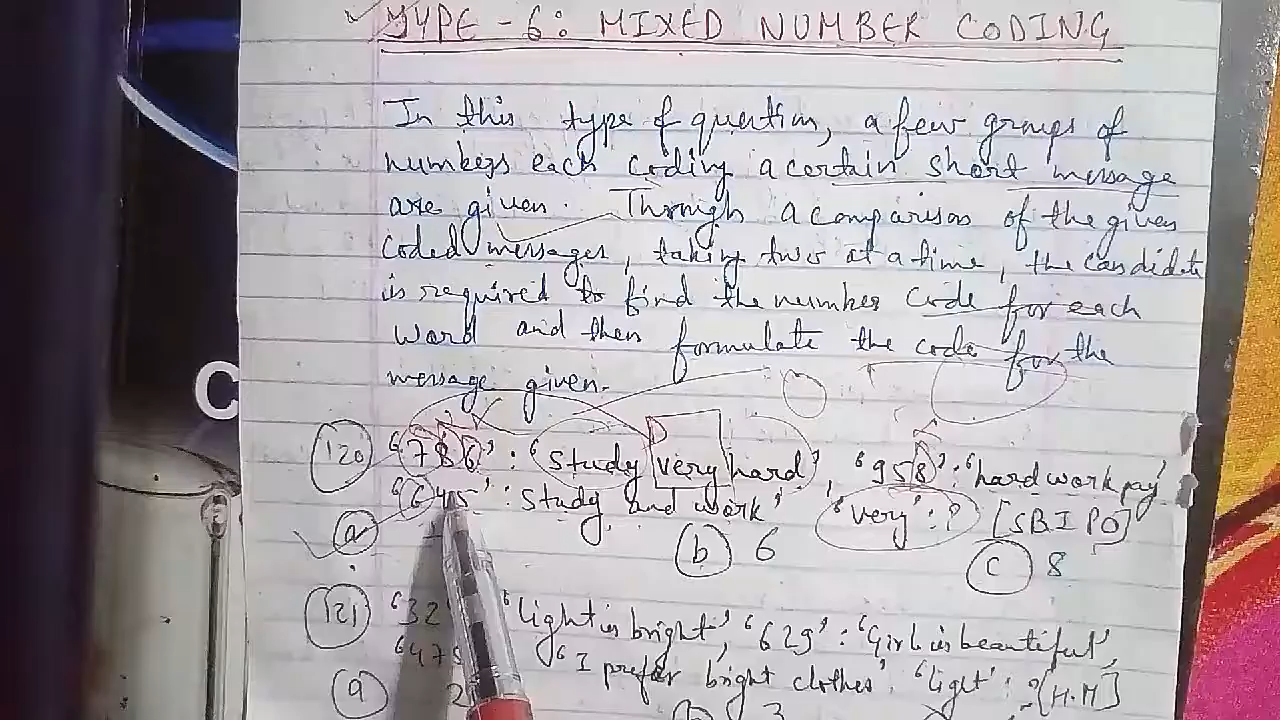 TYPE - 6: MIXED NUMBER CODING
In this type of question, a few groups of
numbers each coding a certain short message
are given. Through a comparison of the given
coded messages, taking two at a time, the candidate
is required to find the number code for each
word and then formulate the code for the
message given.
120 '786' : 'study very hard', '958' : 'hard work pay'
'645' : 'study and work' 'very' : ? [SBI PO]
a b 6 c 8
121 '32 'light is bright', '629' : 'Girl is beautiful',
'47 'I prefer bright clothes'. 'light' : ? [H.M]
a 2 b 3
C